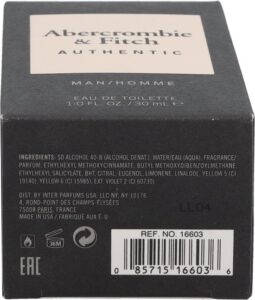 Abercrombie
& Fitch
AUTHENTIC
MAN/HOMME
EAU DE TOILETTE
1.0 FL. OZ / 30 ml ℮
INGREDIENTS: SD ALCOHOL 40-B (ALCOHOL DENAT.), WATER/(EAU) (AQUA), FRAGRANCE/
PARFUM, ETHYLHEXYL METHOXYCINNAMATE, BUTYL METHOXYDIBENZOYLMETHANE,
ETHYLHEXYL SALICYLATE, BHT, CITRAL, EUGENOL, LIMONENE, LINALOOL, YELLOW 5 (CI
19140), YELLOW 6 (CI 15985), EXT. VIOLET 2 (CI 60730).
DIST. BY INTER PARFUMS USA, LLC NY, NY 10176
4, ROND-POINT DES CHAMPS-ELYSÉES
75008 PARIS, FRANCE
MADE IN USA / FABRIQUÉ AUX É.-U.
LL04
36M
EAC
REF. NO. 16603
0 85715 16603 6